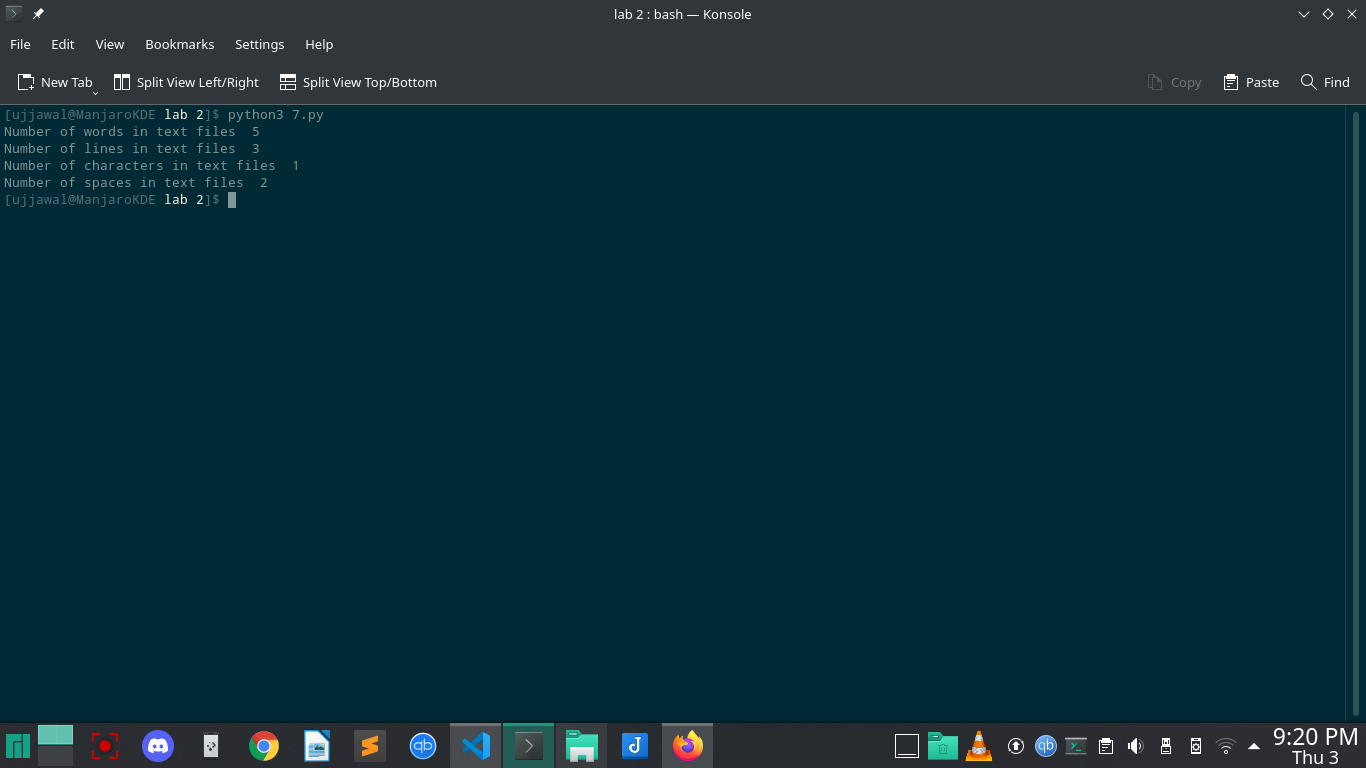 lab 2 : bash — Konsole
File Edit View Bookmarks Settings Help
New Tab Split View Left/Right Split View Top/Bottom Copy Paste Find
[ujjawal@ManjaroKDE lab 2]$ python3 7.py
Number of words in text files  5
Number of lines in text files  3
Number of characters in text files  1
Number of spaces in text files  2
[ujjawal@ManjaroKDE lab 2]$
9:20 PM
Thu 3